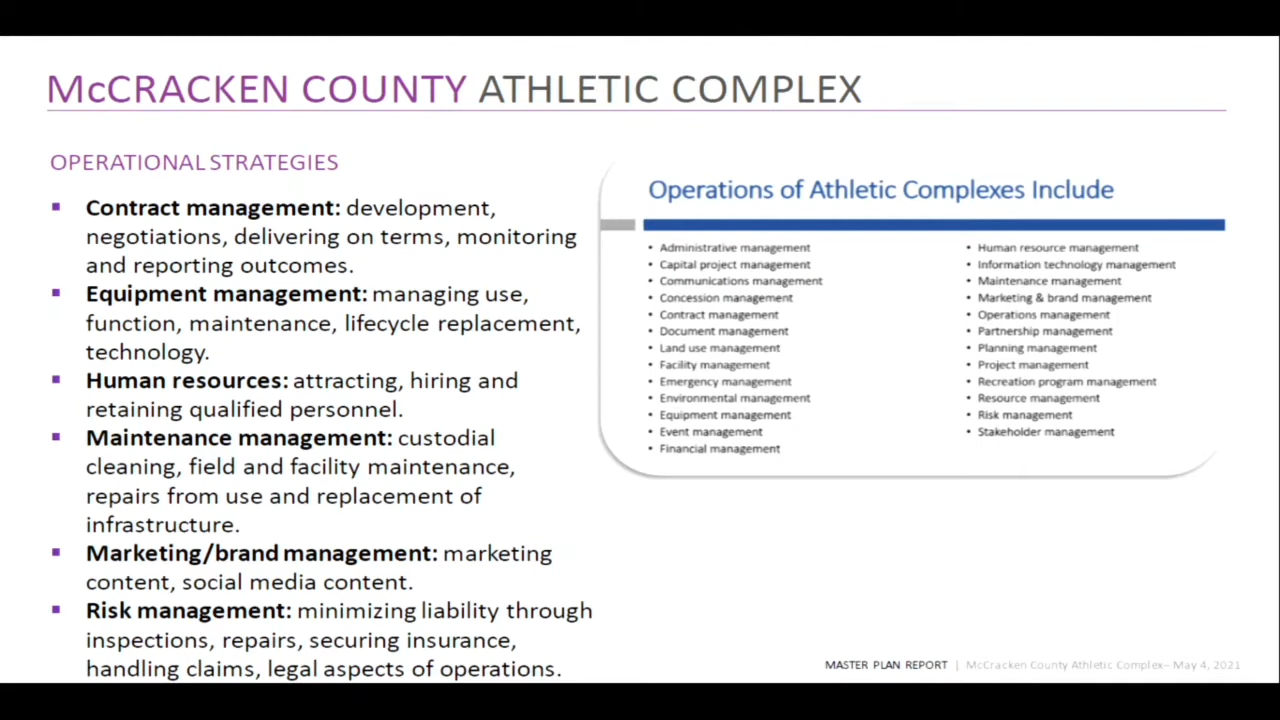 McCRACKEN COUNTY ATHLETIC COMPLEX
OPERATIONAL STRATEGIES
▪ Contract management: development,
negotiations, delivering on terms, monitoring
and reporting outcomes.
▪ Equipment management: managing use,
function, maintenance, lifecycle replacement,
technology.
▪ Human resources: attracting, hiring and
retaining qualified personnel.
▪ Maintenance management: custodial
cleaning, field and facility maintenance,
repairs from use and replacement of
infrastructure.
▪ Marketing/brand management: marketing
content, social media content.
▪ Risk management: minimizing liability through
inspections, repairs, securing insurance,
handling claims, legal aspects of operations.
Operations of Athletic Complexes Include
• Administrative management
• Capital project management
• Communications management
• Concession management
• Contract management
• Document management
• Land use management
• Facility management
• Emergency management
• Environmental management
• Equipment management
• Event management
• Financial management
• Human resource management
• Information technology management
• Maintenance management
• Marketing & brand management
• Operations management
• Partnership management
• Planning management
• Project management
• Recreation program management
• Resource management
• Risk management
• Stakeholder management
MASTER PLAN REPORT | McCracken County Athletic Complex– May 4, 2021